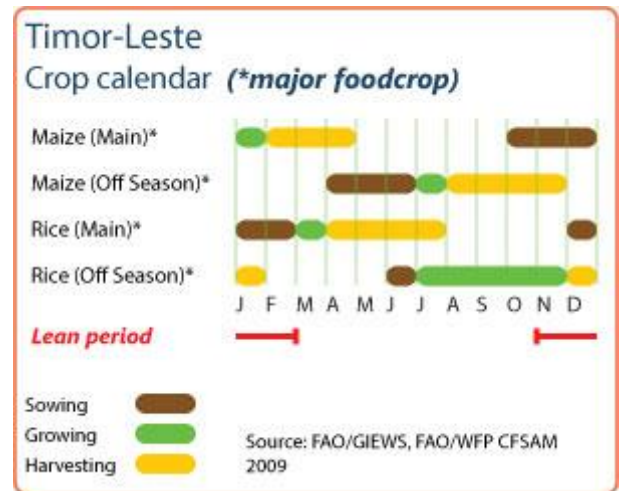 Timor-Leste
Crop calendar (*major foodcrop)
Maize (Main)*
Maize (Off Season)*
Rice (Main)*
Rice (Off Season)*
J F M A M J J A S O N D
Lean period
Sowing
Growing
Harvesting
Source: FAO/GIEWS, FAO/WFP CFSAM
2009